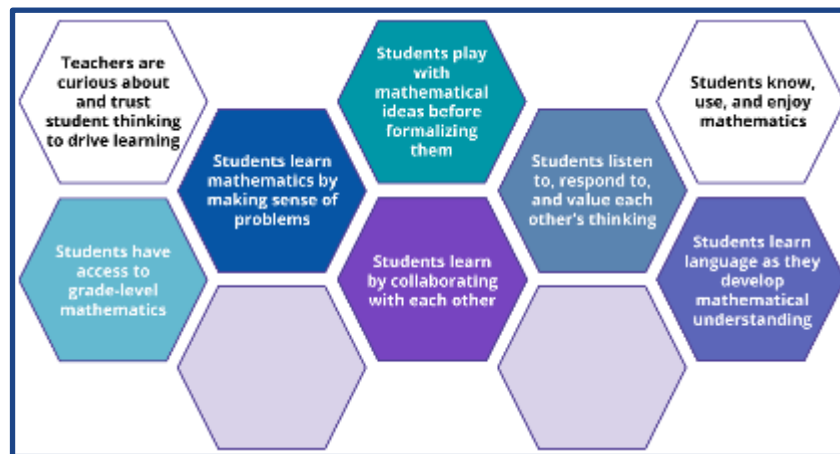 Teachers are
curious about
and trust
student thinking
to drive learning
Students learn
mathematics by
making sense of
problems
Students play
with
mathematical
ideas before
formalizing
them
Students listen
to, respond to,
and value each
other's thinking
Students know,
use, and enjoy
mathematics
Students have
access to
grade-level
mathematics
Students learn
by collaborating
with each other
Students learn
language as they
develop
mathematical
understanding